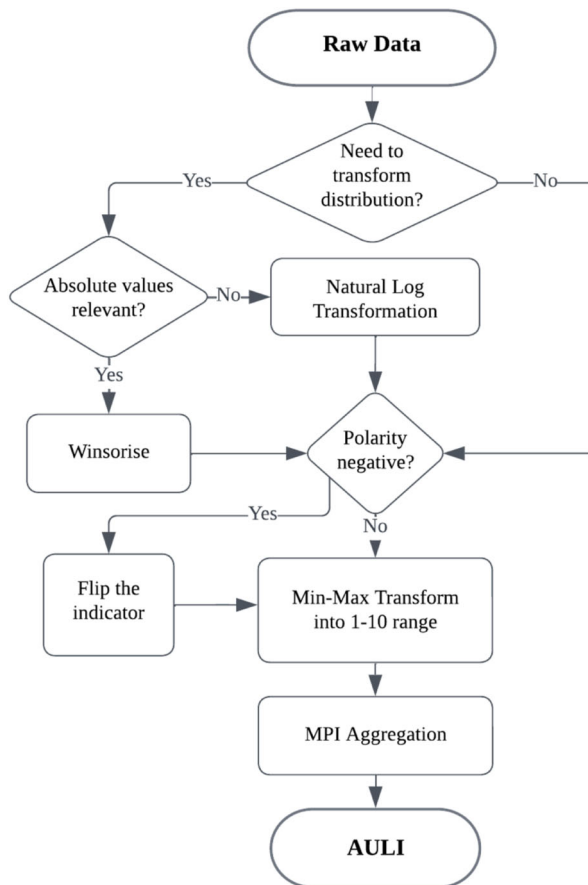 Raw Data
Need to
transform
distribution?
Yes
No
Absolute values
relevant?
No
Natural Log
Transformation
Yes
Winsorise
Polarity
negative?
Yes
No
Flip the
indicator
Min-Max Transform
into 1-10 range
MPI Aggregation
AULI